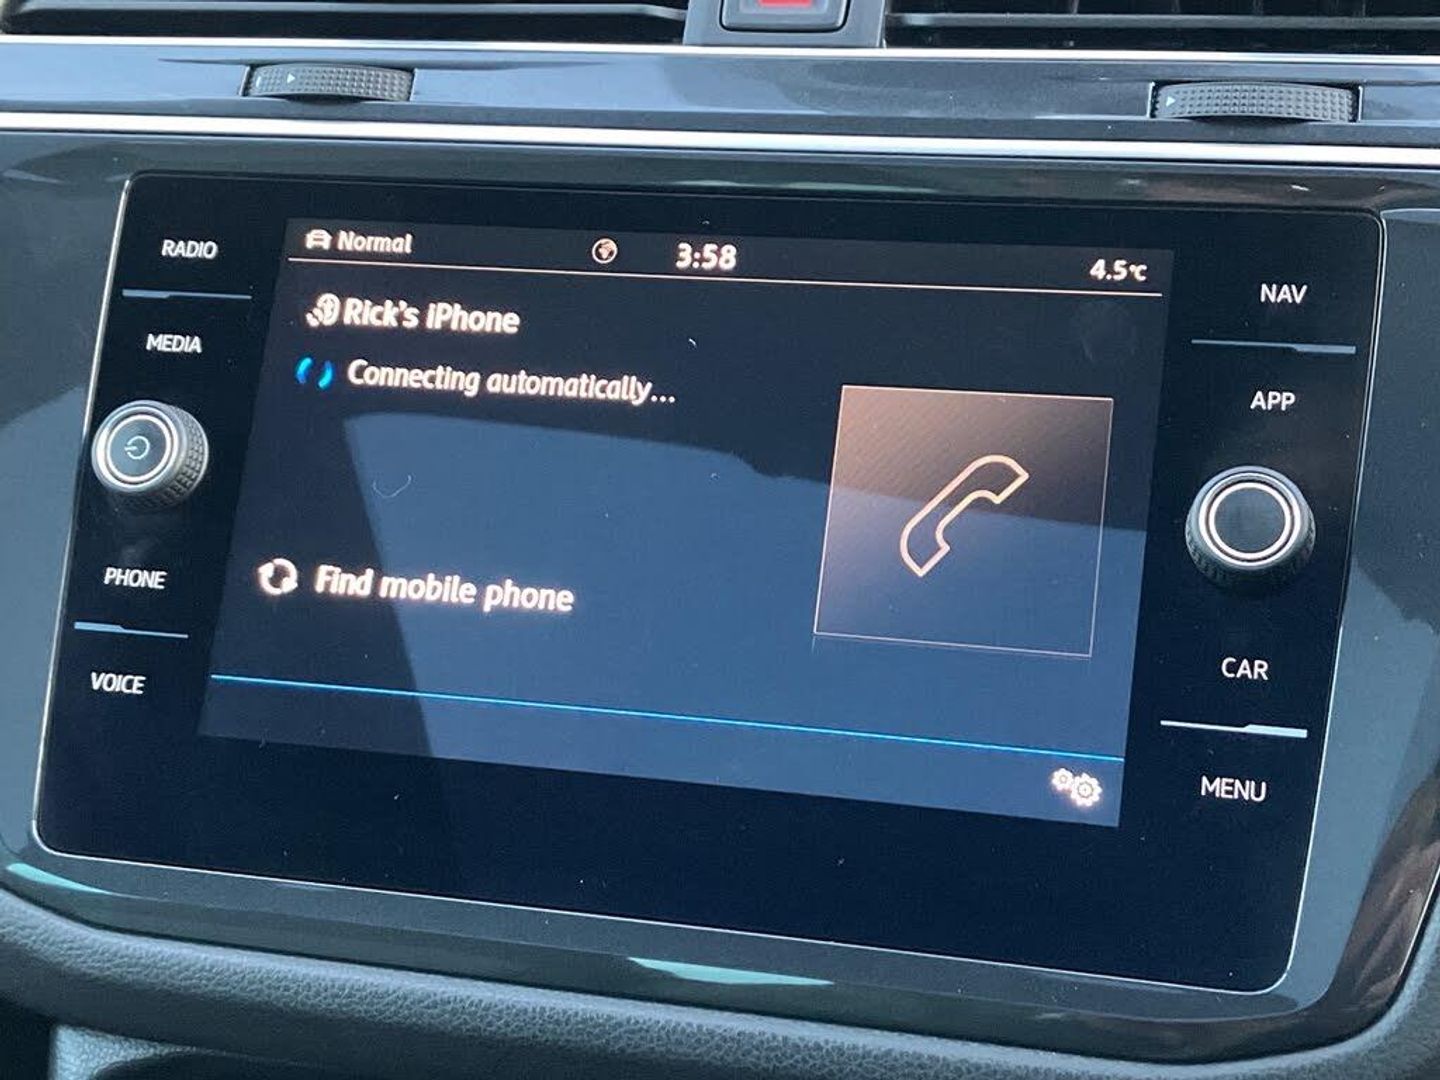 Normal 3:58 4.5°C
Rick's iPhone
Connecting automatically...
Find mobile phone
RADIO
MEDIA
PHONE
VOICE
NAV
APP
CAR
MENU